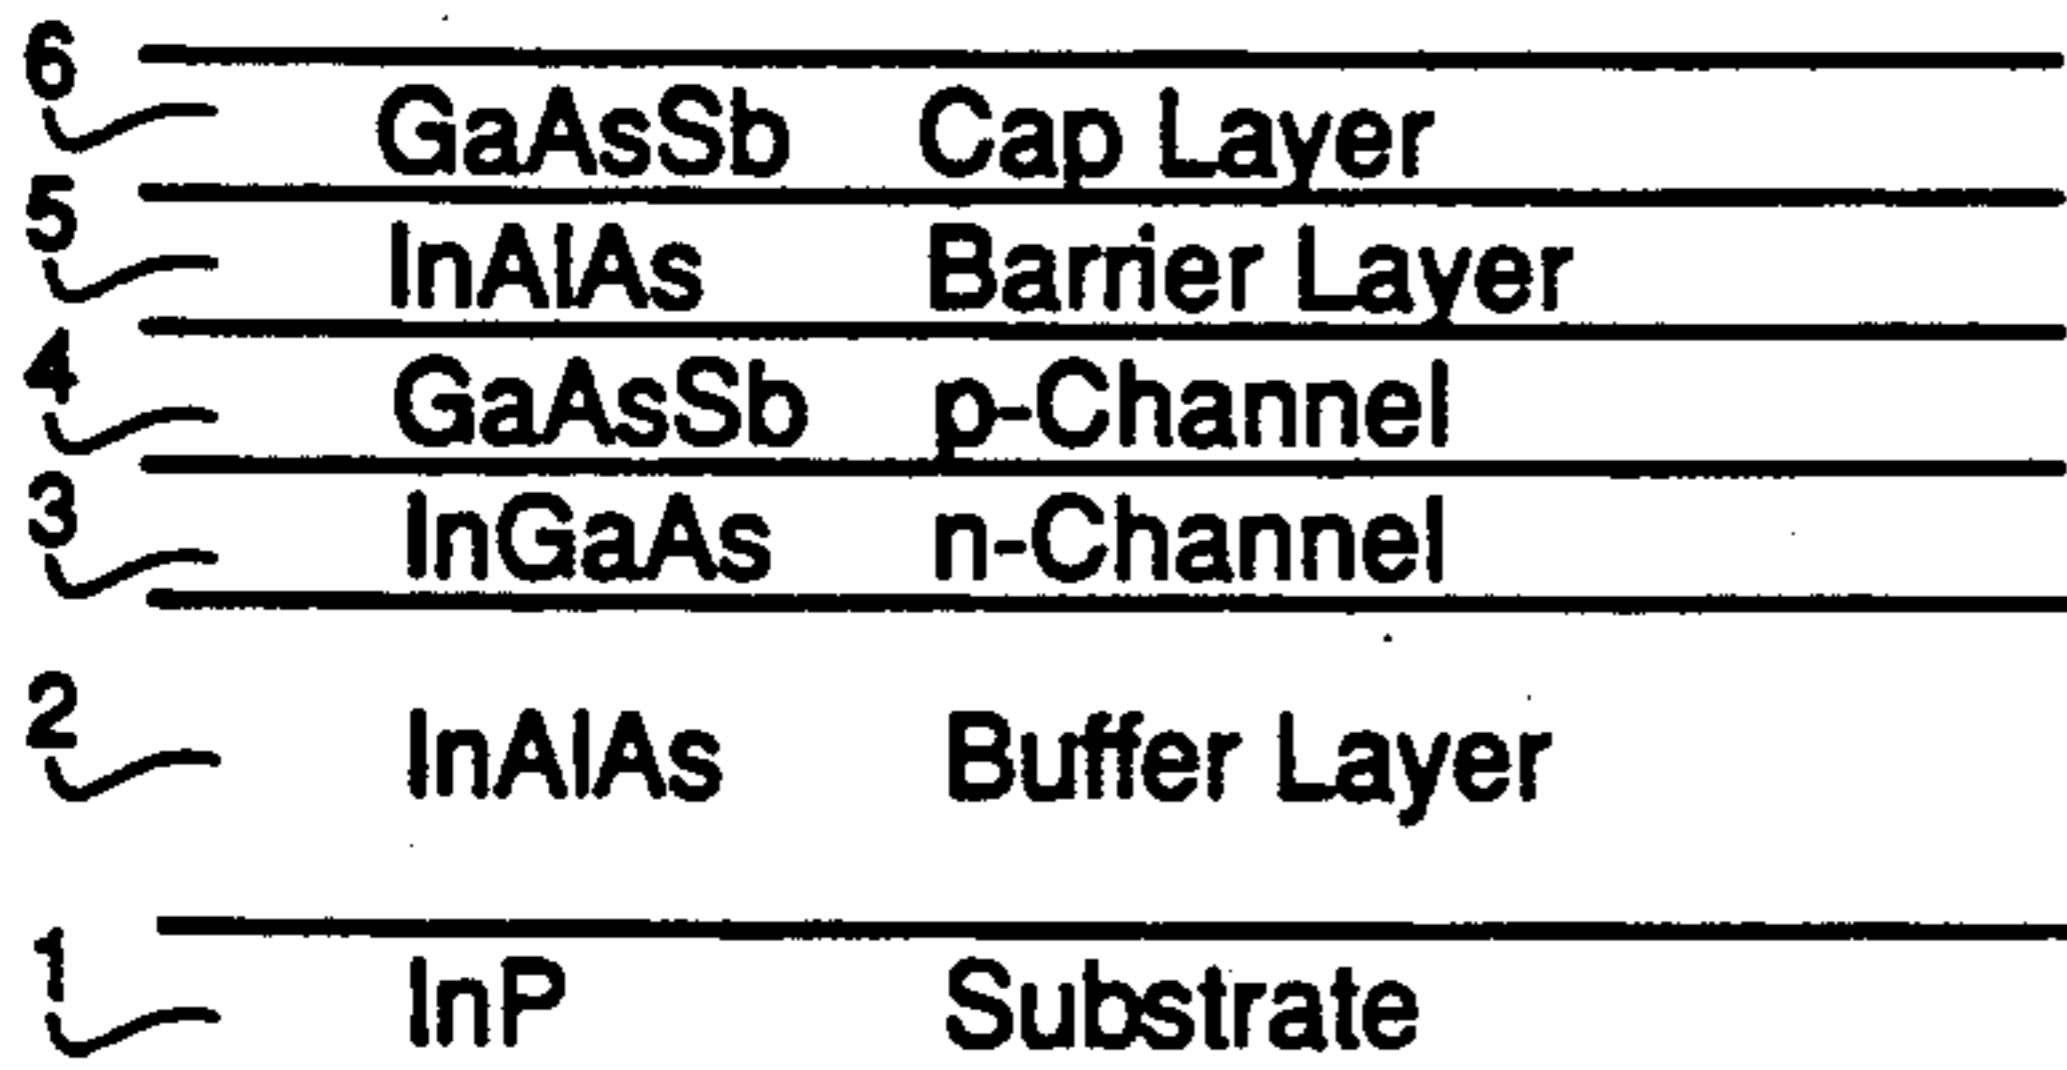 6 GaAsSb Cap Layer
5 InAlAs Barrier Layer
4 GaAsSb p-Channel
3 InGaAs n-Channel
2 InAlAs Buffer Layer
1 InP Substrate